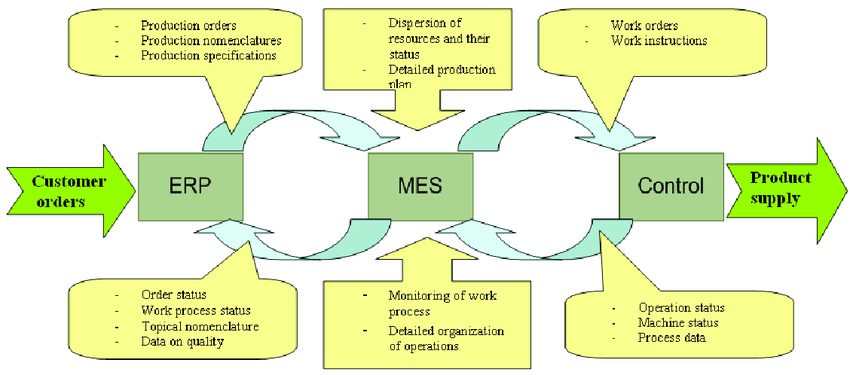 - Production orders
- Production nomenclatures
- Production specifications
- Dispersion of
resources and their
status
- Detailed production
plan
- Work orders
- Work instructions
Customer
orders
ERP
MES
Control
Product
supply
- Order status
- Work process status
- Topical nomenclature
- Data on quality
- Monitoring of work
process
- Detailed organization
of operations
- Operation status
- Machine status
- Process data